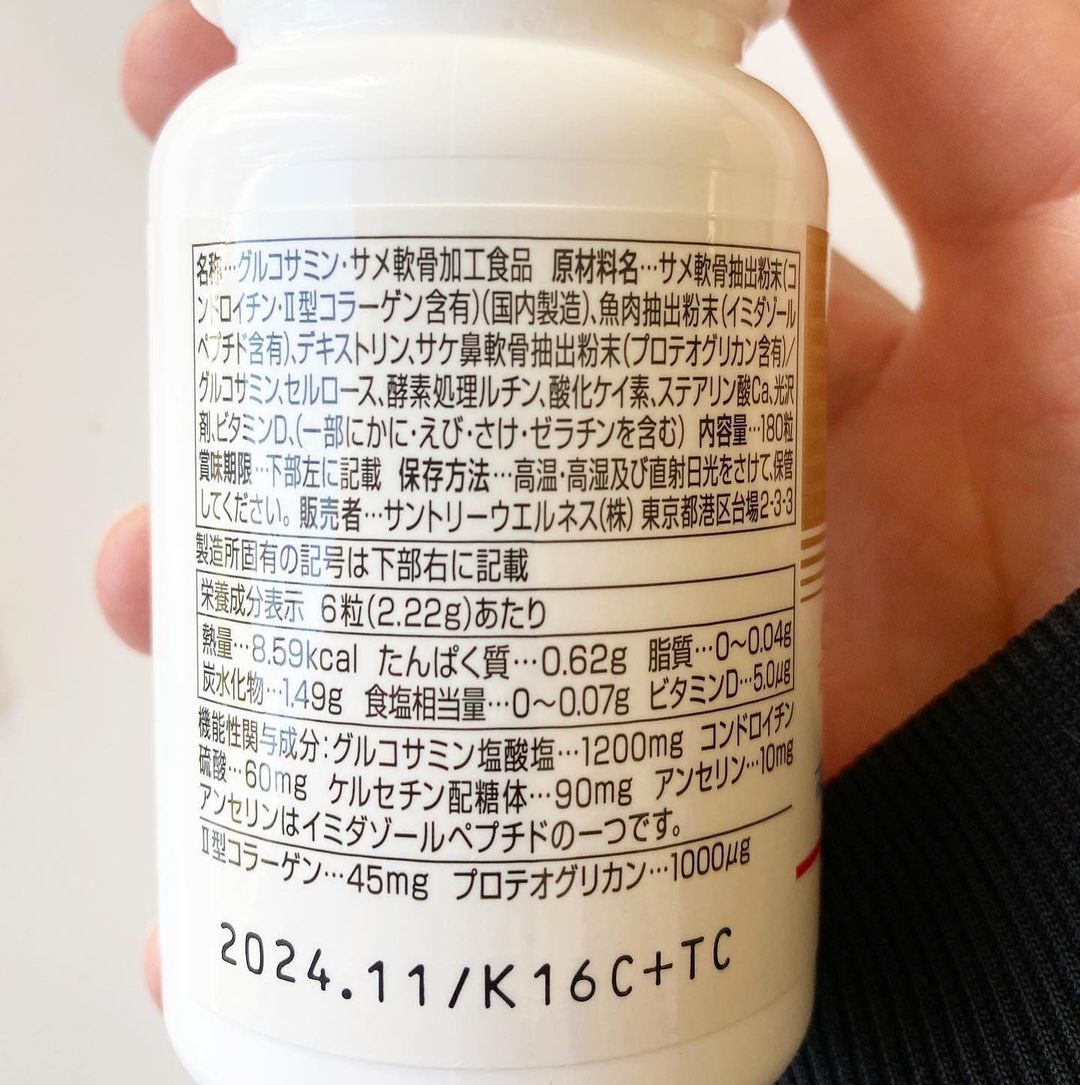 名称…グルコサミン・サメ軟骨加工食品 原材料名…サメ軟骨抽出粉末(コ
ンドロイチン・Ⅱ型コラーゲン含有)(国内製造)、魚肉抽出粉末(イミダゾール
ペプチド含有)、デキストリン、サケ鼻軟骨抽出粉末(プロテオグリカン含有)/
グルコサミン、セルロース、酵素処理ルチン、酸化ケイ素、ステアリン酸Ca、光沢
剤、ビタミンD、(一部にかに・えび・さけ・ゼラチンを含む) 内容量…180粒
賞味期限…下部左に記載 保存方法…高温・高湿及び直射日光をさけて、保管
してください。 販売者…サントリーウエルネス(株) 東京都港区台場2-3-3
製造所固有の記号は下部右に記載
栄養成分表示 6粒(2.22g)あたり
熱量…8.59kcal たんぱく質…0.62g 脂質…0〜0.04g
炭水化物…1.49g 食塩相当量…0〜0.07g ビタミンD…5.0μg
機能性関与成分:グルコサミン塩酸塩…1200mg コンドロイチン
硫酸…60mg ケルセチン配糖体…90mg アンセリン…10mg
アンセリンはイミダゾールペプチドの一つです。
Ⅱ型コラーゲン…45mg プロテオグリカン…1000μg
2024.11/K16C+TC